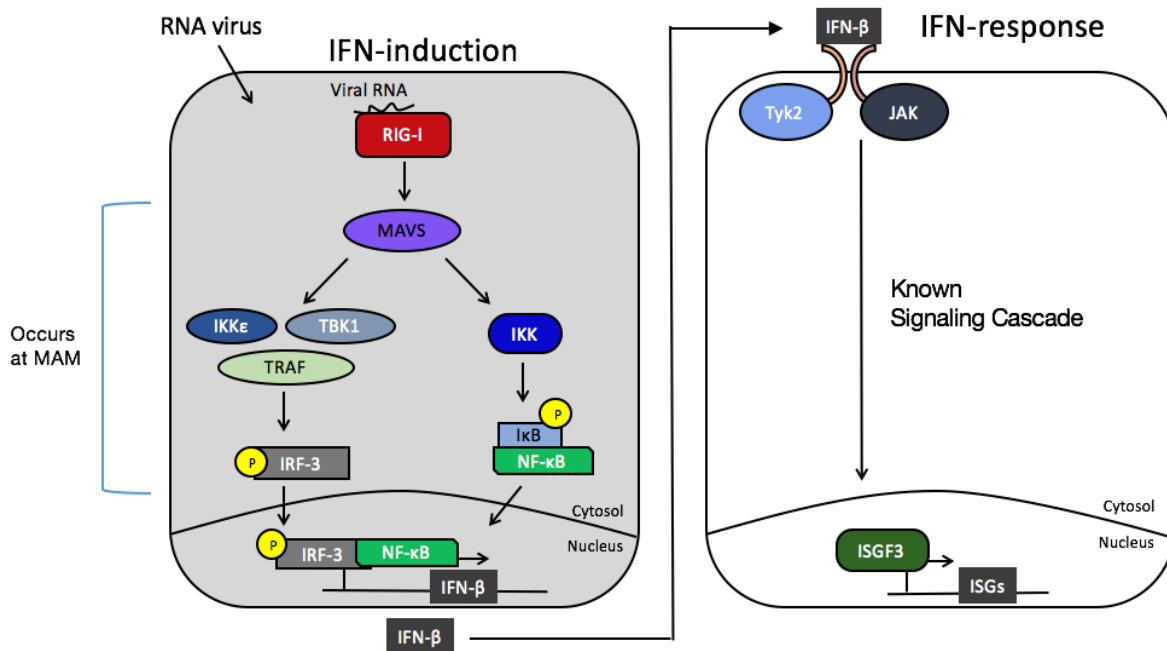 RNA virus
IFN-induction
Viral RNA
RIG-I
MAVS
IKKε
TBK1
TRAF
IKK
P
IκB
NF-κB
P
IRF-3
Occurs
at MAM
Cytosol
Nucleus
P
IRF-3
NF-κB
IFN-β
IFN-β
IFN-β
IFN-response
Tyk2
JAK
Known
Signaling Cascade
Cytosol
Nucleus
ISGF3
ISGs